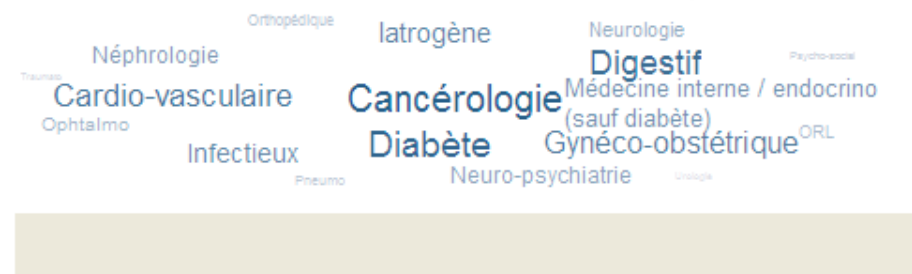 Orthopédique
Iatrogène
Neurologie
Néphrologie
Digestif
Psycho-social
Traumato
Cardio-vasculaire
Cancérologie
Médecine interne / endocrino
(sauf diabète)
Ophtalmo
Diabète
Gynéco-obstétrique
ORL
Infectieux
Pneumo
Neuro-psychiatrie
Urologie